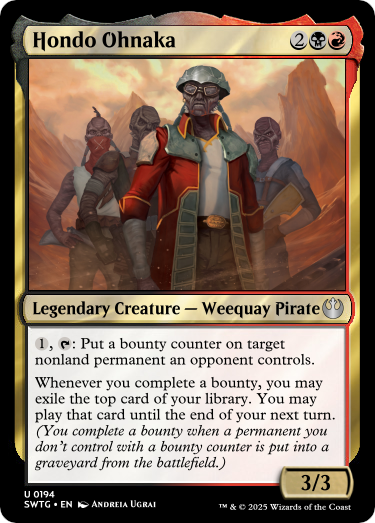 Hondo Ohnaka 2
Legendary Creature — Weequay Pirate
1, : Put a bounty counter on target
nonland permanent an opponent controls.
Whenever you complete a bounty, you may
exile the top card of your library. You may
play that card until the end of your next turn.
(You complete a bounty when a permanent you
don't control with a bounty counter is put into a
graveyard from the battlefield.)
3/3
U 0194
SWTG • EN Andreia Ugrai
™ & © 2025 Wizards of the Coast